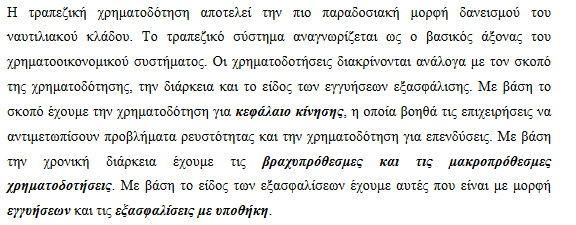 Η τραπεζική χρηματοδότηση αποτελεί την πιο παραδοσιακή μορφή δανεισμού του
ναυτιλιακού κλάδου. Το τραπεζικό σύστημα αναγνωρίζεται ως ο βασικός άξονας του
χρηματοοικονομικού συστήματος. Οι χρηματοδοτήσεις διακρίνονται ανάλογα με τον σκοπό
της χρηματοδότησης, την διάρκεια και το είδος των εγγυήσεων εξασφάλισης. Με βάση το
σκοπό έχουμε την χρηματοδότηση για κεφάλαιο κίνησης, η οποία βοηθά τις επιχειρήσεις να
αντιμετωπίσουν προβλήματα ρευστότητας και την χρηματοδότηση για επενδύσεις. Με βάση
την χρονική διάρκεια έχουμε τις βραχυπρόθεσμες και τις μακροπρόθεσμες
χρηματοδοτήσεις. Με βάση το είδος των εξασφαλίσεων έχουμε αυτές που είναι με μορφή
εγγυήσεων και τις εξασφαλίσεις με υποθήκη.